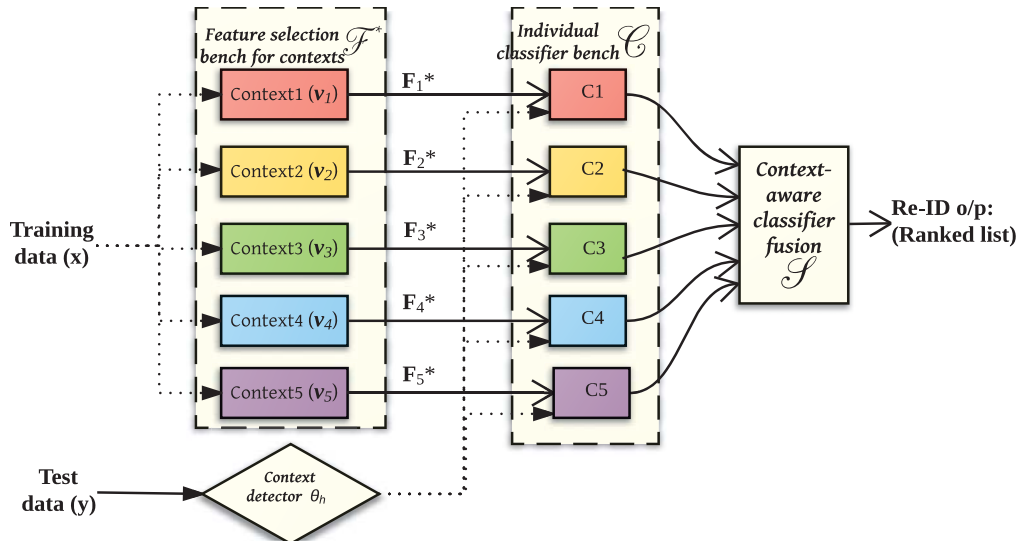 Feature selection
bench for contexts ℱ*
Individual
classifier bench 𝒞
Context1 (v₁)
F₁*
C1
Context2 (v₂)
F₂*
C2
Context3 (v₃)
F₃*
C3
Context4 (v₄)
F₄*
C4
Context5 (v₅)
F₅*
C5
Training
data (x)
Test
data (y)
Context
detector θₕ
Context-
aware
classifier
fusion
𝒮
Re-ID o/p:
(Ranked list)